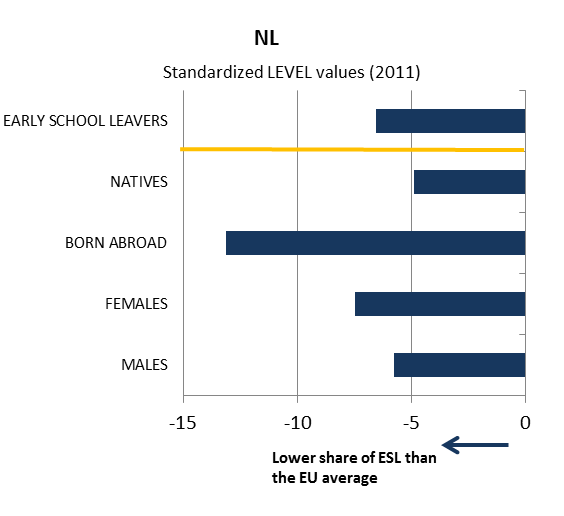 NL
Standardized LEVEL values (2011)
EARLY SCHOOL LEAVERS
NATIVES
BORN ABROAD
FEMALES
MALES
-15 -10 -5 0
Lower share of ESL than
the EU average